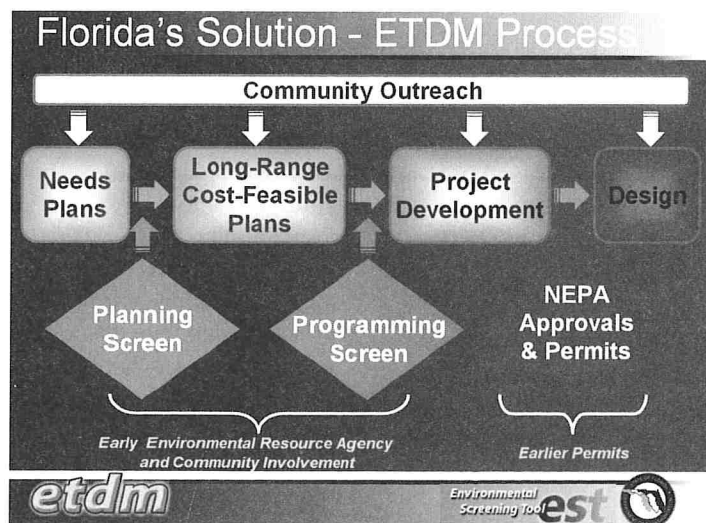 Florida's Solution - ETDM Process
Community Outreach
Needs
Plans
Long-Range
Cost-Feasible
Plans
Project
Development
Design
Planning
Screen
Programming
Screen
NEPA
Approvals
& Permits
Early Environmental Resource Agency
and Community Involvement
Earlier Permits
etdm
Environmental
Screening Tool
est